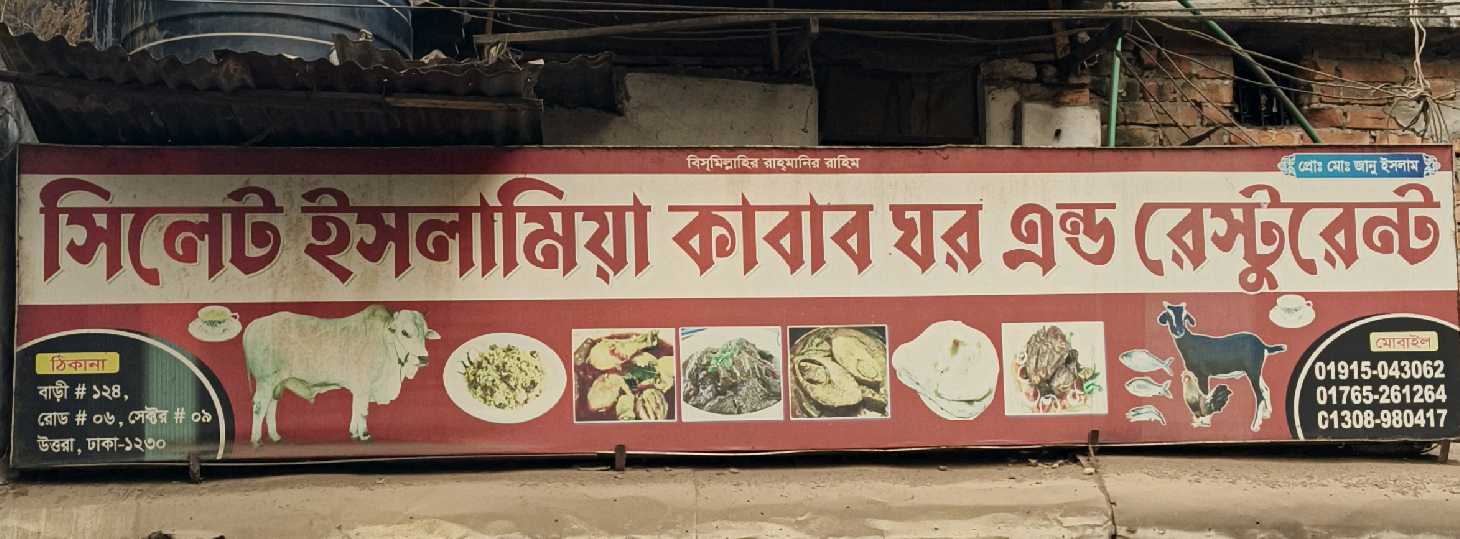 বিসমিল্লাহির রাহমানির রাহিম
প্রোঃ মোঃ জানু ইসলাম
সিলেট ইসলামিয়া কাবাব ঘর এন্ড রেস্টুরেন্ট
ঠিকানা
বাড়ী # ১২৪,
রোড # ০৬, সেক্টর # ০৯
উত্তরা, ঢাকা-১২৩০
মোবাইল
01915-043062
01765-261264
01308-980417